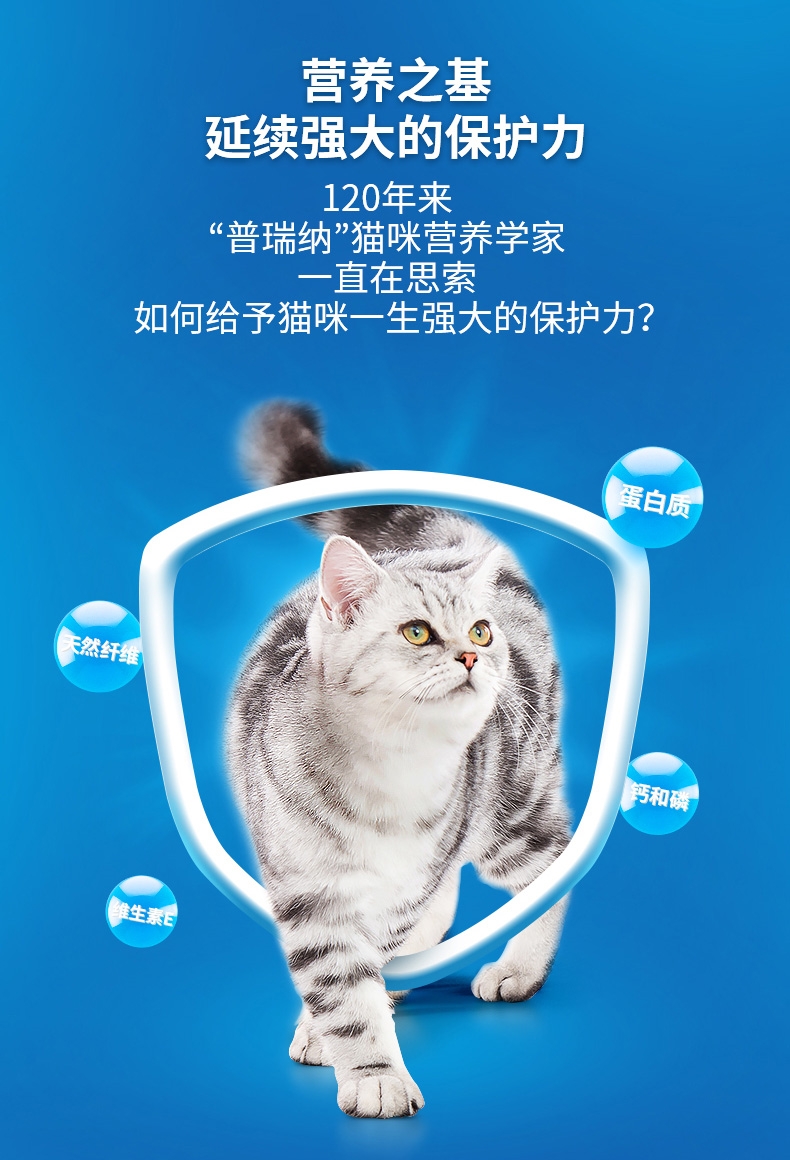 营养之基
延续强大的保护力
120年来
“普瑞纳”猫咪营养学家
一直在思索
如何给予猫咪一生强大的保护力？
蛋白质
天然纤维
钙和磷
维生素E